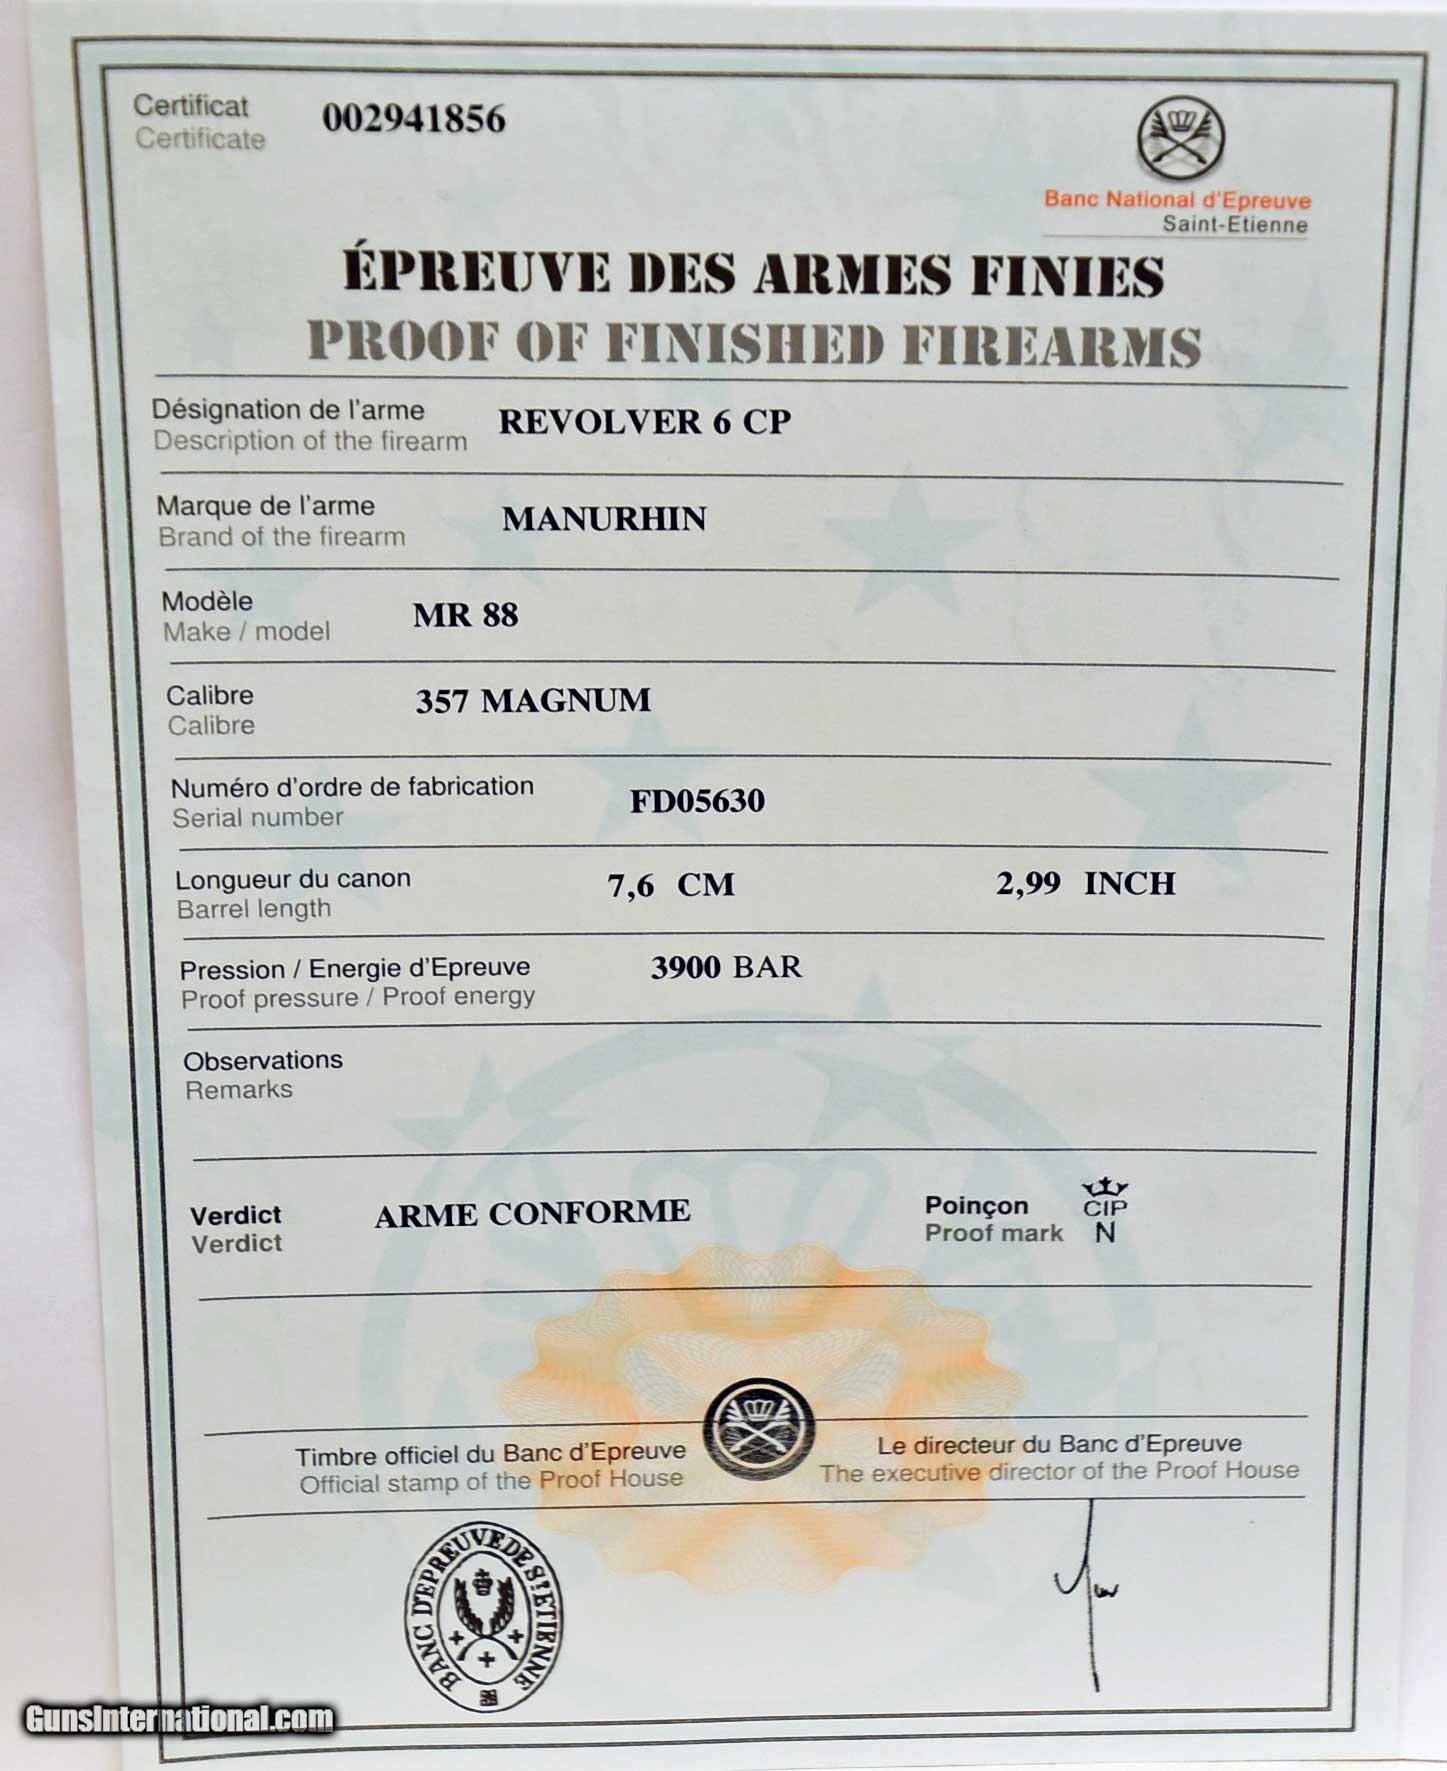 Certificat
Certificate
002941856
Banc National d'Epreuve
Saint-Etienne
ÉPREUVE DES ARMES FINIES
PROOF OF FINISHED FIREARMS
Désignation de l'arme
Description of the firearm
REVOLVER 6 CP
Marque de l'arme
Brand of the firearm
MANURHIN
Modèle
Make / model
MR 88
Calibre
Calibre
357 MAGNUM
Numéro d'ordre de fabrication
Serial number
FD05630
Longueur du canon
Barrel length
7,6 CM 2,99 INCH
Pression / Energie d'Epreuve
Proof pressure / Proof energy
3900 BAR
Observations
Remarks
Verdict
Verdict
ARME CONFORME
Poinçon
Proof mark
CIP
N
Timbre officiel du Banc d'Epreuve
Official stamp of the Proof House
Le directeur du Banc d'Epreuve
The executive director of the Proof House
BANC D'EPREUVE DE St ETIENNE
GunsInternational.com